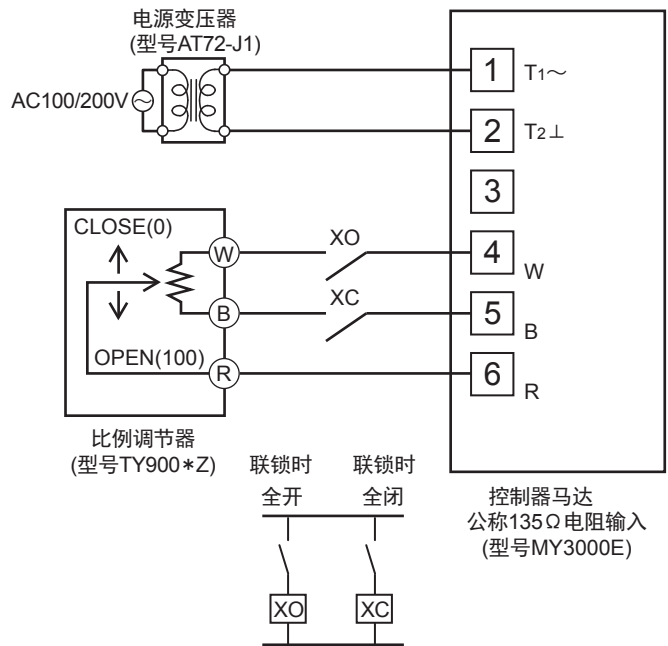 电源变压器
(型号AT72-J1)
AC100/200V
1 T1～
2 T2⊥
3
CLOSE(0)
W XO 4 W
B XC 5 B
OPEN(100)
R 6 R
比例调节器
(型号TY900＊Z)
联锁时 联锁时
全开 全闭
控制器马达
公称135Ω电阻输入
(型号MY3000E)
XO XC